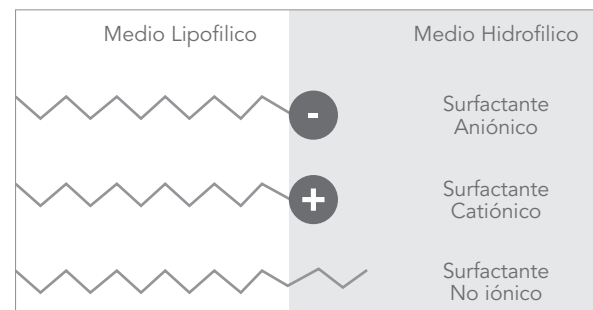 Medio Lipofilico
Medio Hidrofilico
-
Surfactante
Aniónico
+
Surfactante
Catiónico
Surfactante
No iónico